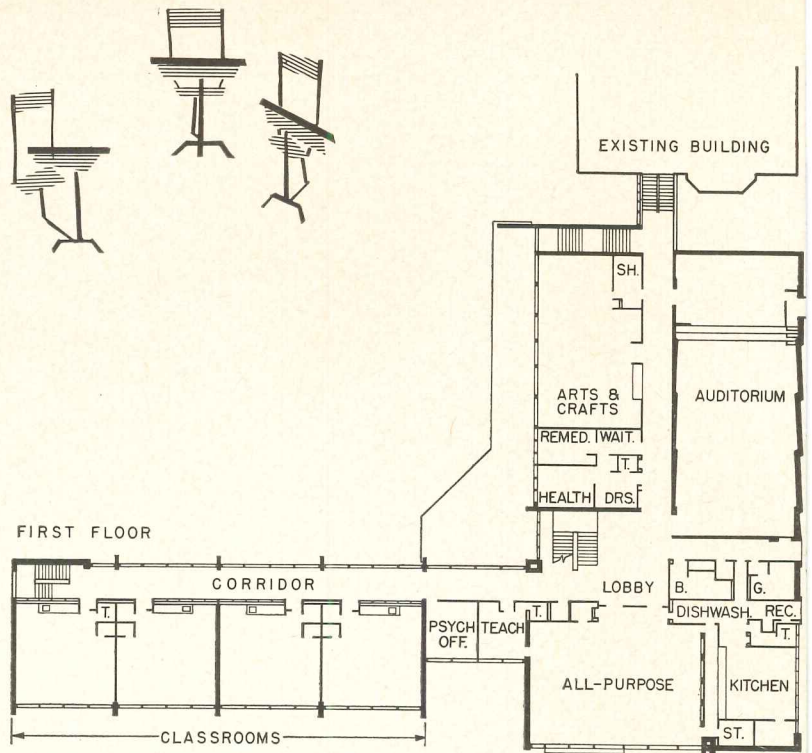 EXISTING BUILDING
SH.
ARTS &
CRAFTS
AUDITORIUM
REMED. WAIT.
T.
HEALTH DRS.
FIRST FLOOR
CORRIDOR
LOBBY
B.
G.
T.
PSYCH
OFF.
TEACH
T.
DISHWASH. REC.
T.
ALL-PURPOSE
KITCHEN
ST.
CLASSROOMS